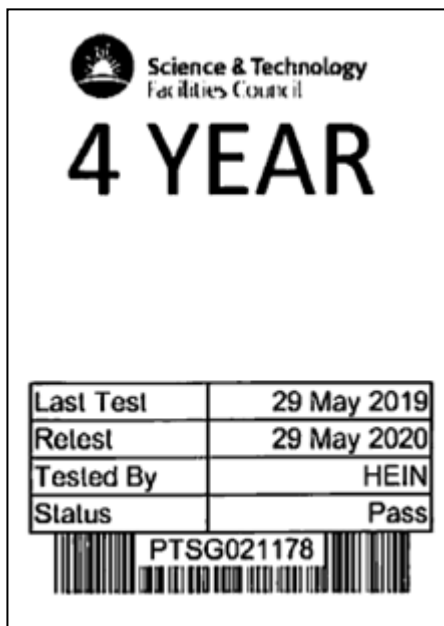 Science & Technology
Facilities Council
4 YEAR
Last Test 29 May 2019
Retest 29 May 2020
Tested By HEIN
Status Pass
PTSG021178